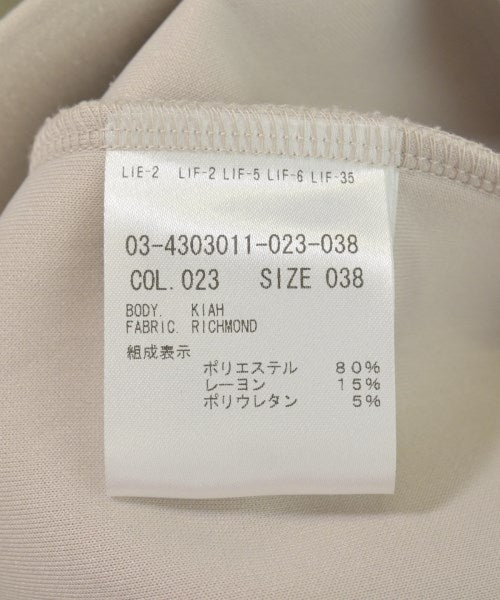 LIE-2 LIF-2 LIF-5 LIF-6 LIF-35
03-4303011-023-038
COL.023 SIZE 038
BODY. KIAH
FABRIC. RICHMOND
組成表示
ポリエステル 80%
レーヨン 15%
ポリウレタン 5%